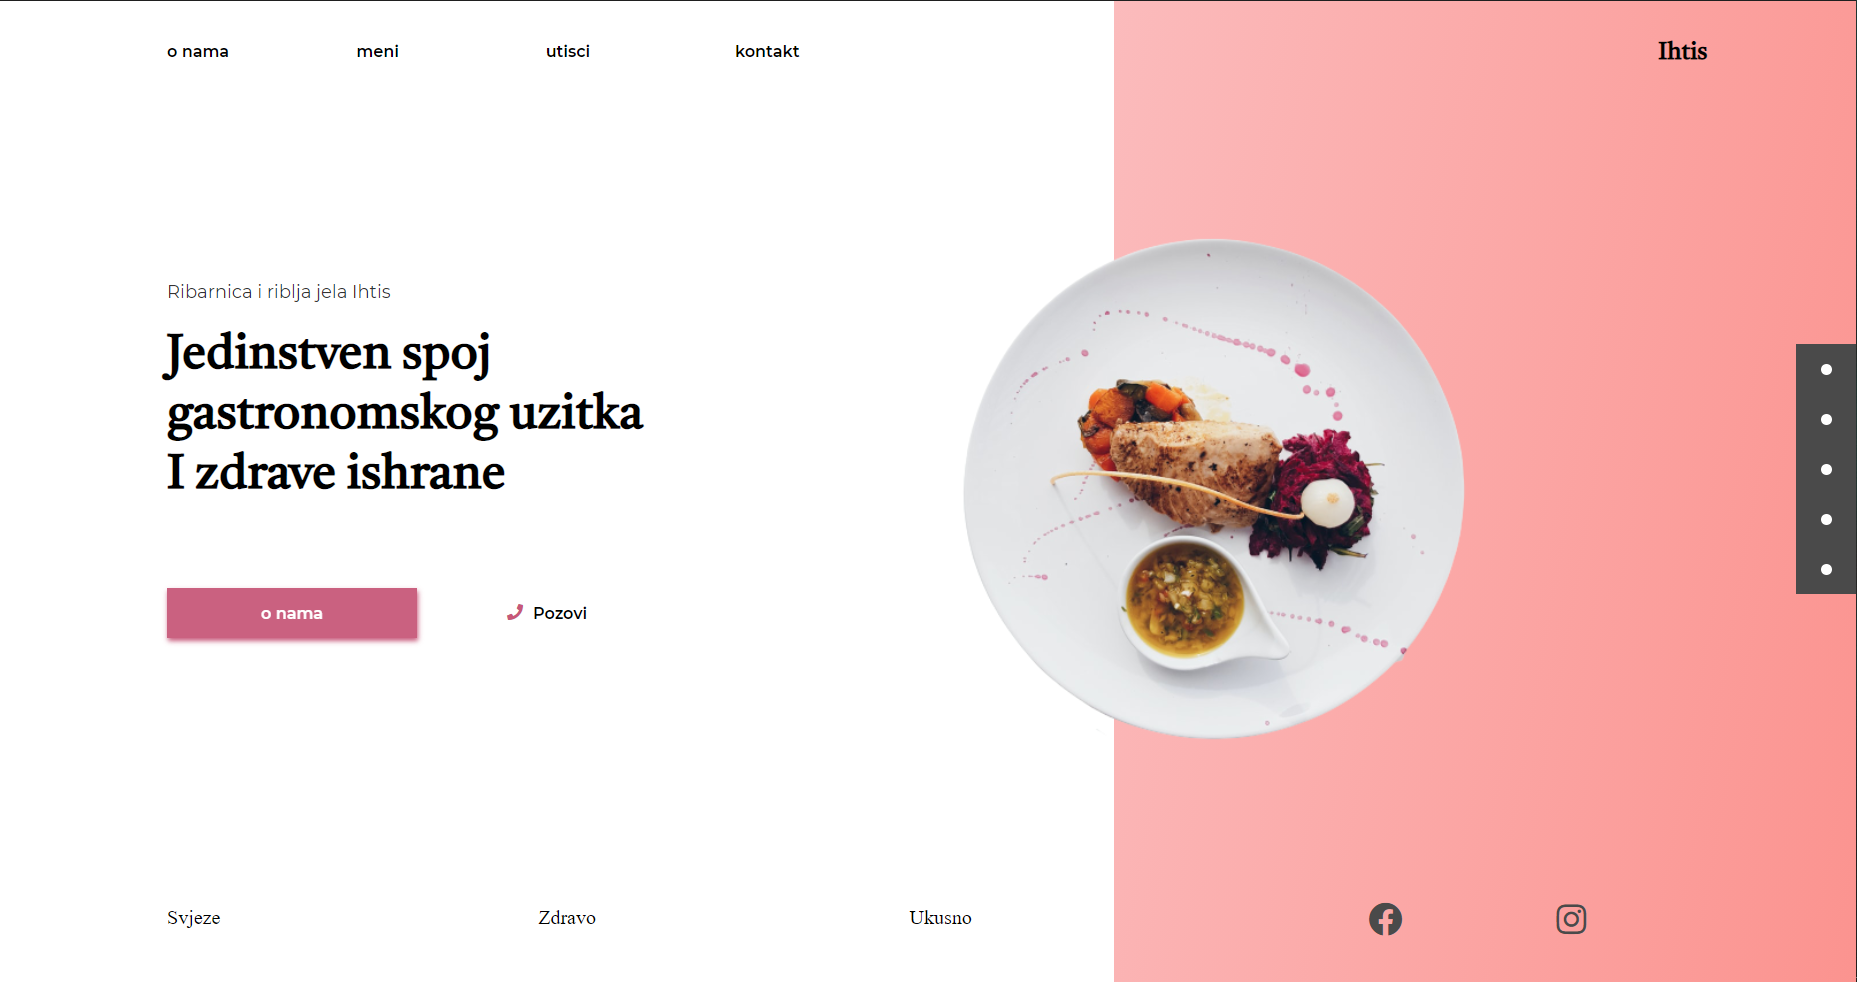 o nama meni utisci kontakt Ihtis
Ribarnica i riblja jela Ihtis
Jedinstven spoj
gastronomskog uzitka
I zdrave ishrane
o nama Pozovi
Svjeze Zdravo Ukusno